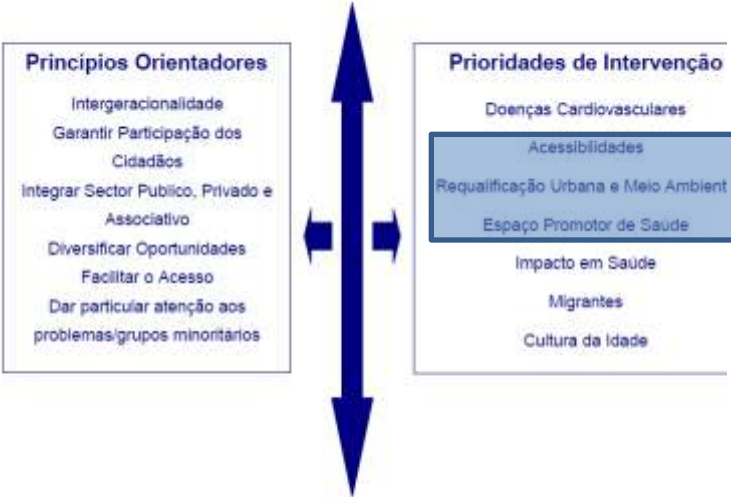 Principios Orientadores
Intergeracionalidade
Garantir Participação dos
Cidadãos
Integrar Sector Publico, Privado e
Associativo
Diversificar Oportunidades
Facilitar o Acesso
Dar particular atenção aos
problemas/grupos minoritários
Prioridades de Intervenção
Doenças Cardiovasculares
Acessibilidades
Requalificação Urbana e Meio Ambient
Espaço Promotor de Saúde
Impacto em Saúde
Migrantes
Cultura da Idade